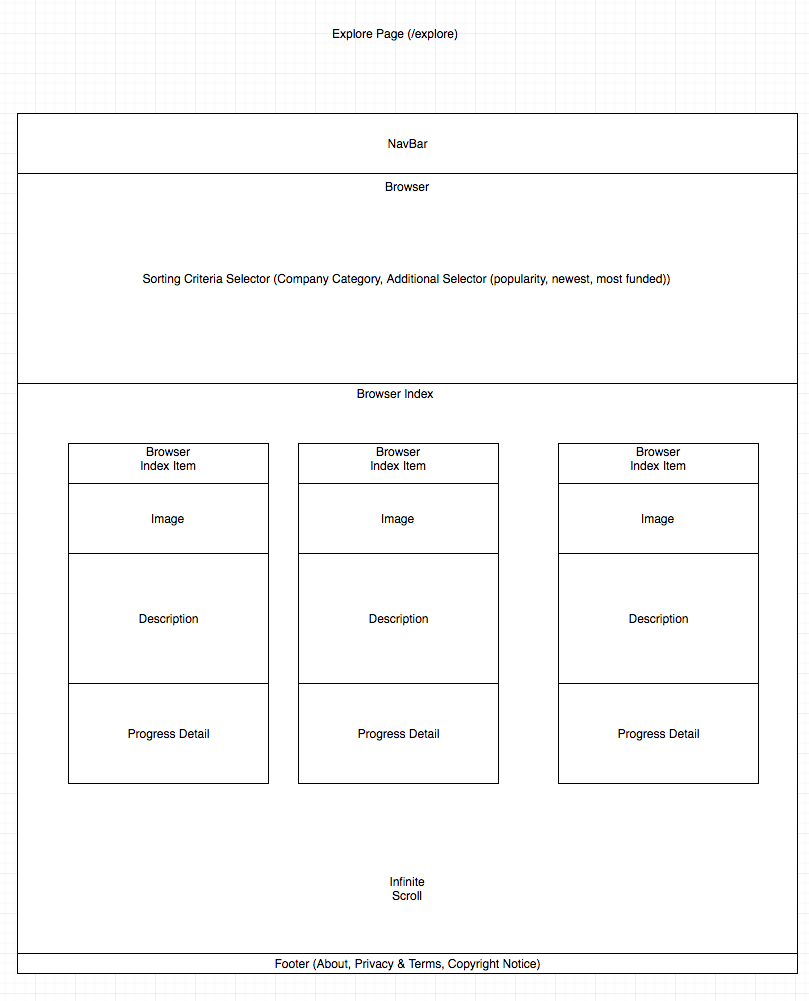 Explore Page (/explore)
NavBar
Browser
Sorting Criteria Selector (Company Category, Additional Selector (popularity, newest, most funded))
Browser Index
Browser
Index Item
Image
Description
Progress Detail
Browser
Index Item
Image
Description
Progress Detail
Browser
Index Item
Image
Description
Progress Detail
Infinite
Scroll
Footer (About, Privacy & Terms, Copyright Notice)